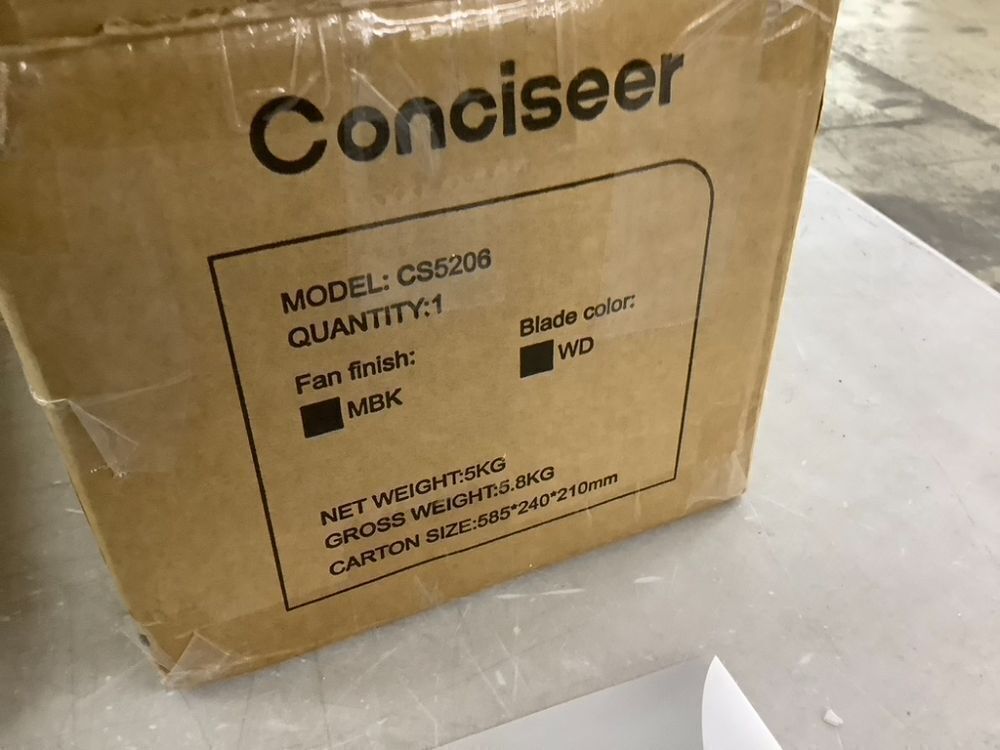 Conciseer
MODEL: CS5206
QUANTITY:1
Fan finish:
MBK
Blade color:
WD
NET WEIGHT:5KG
GROSS WEIGHT:5.8KG
CARTON SIZE:585*240*210mm